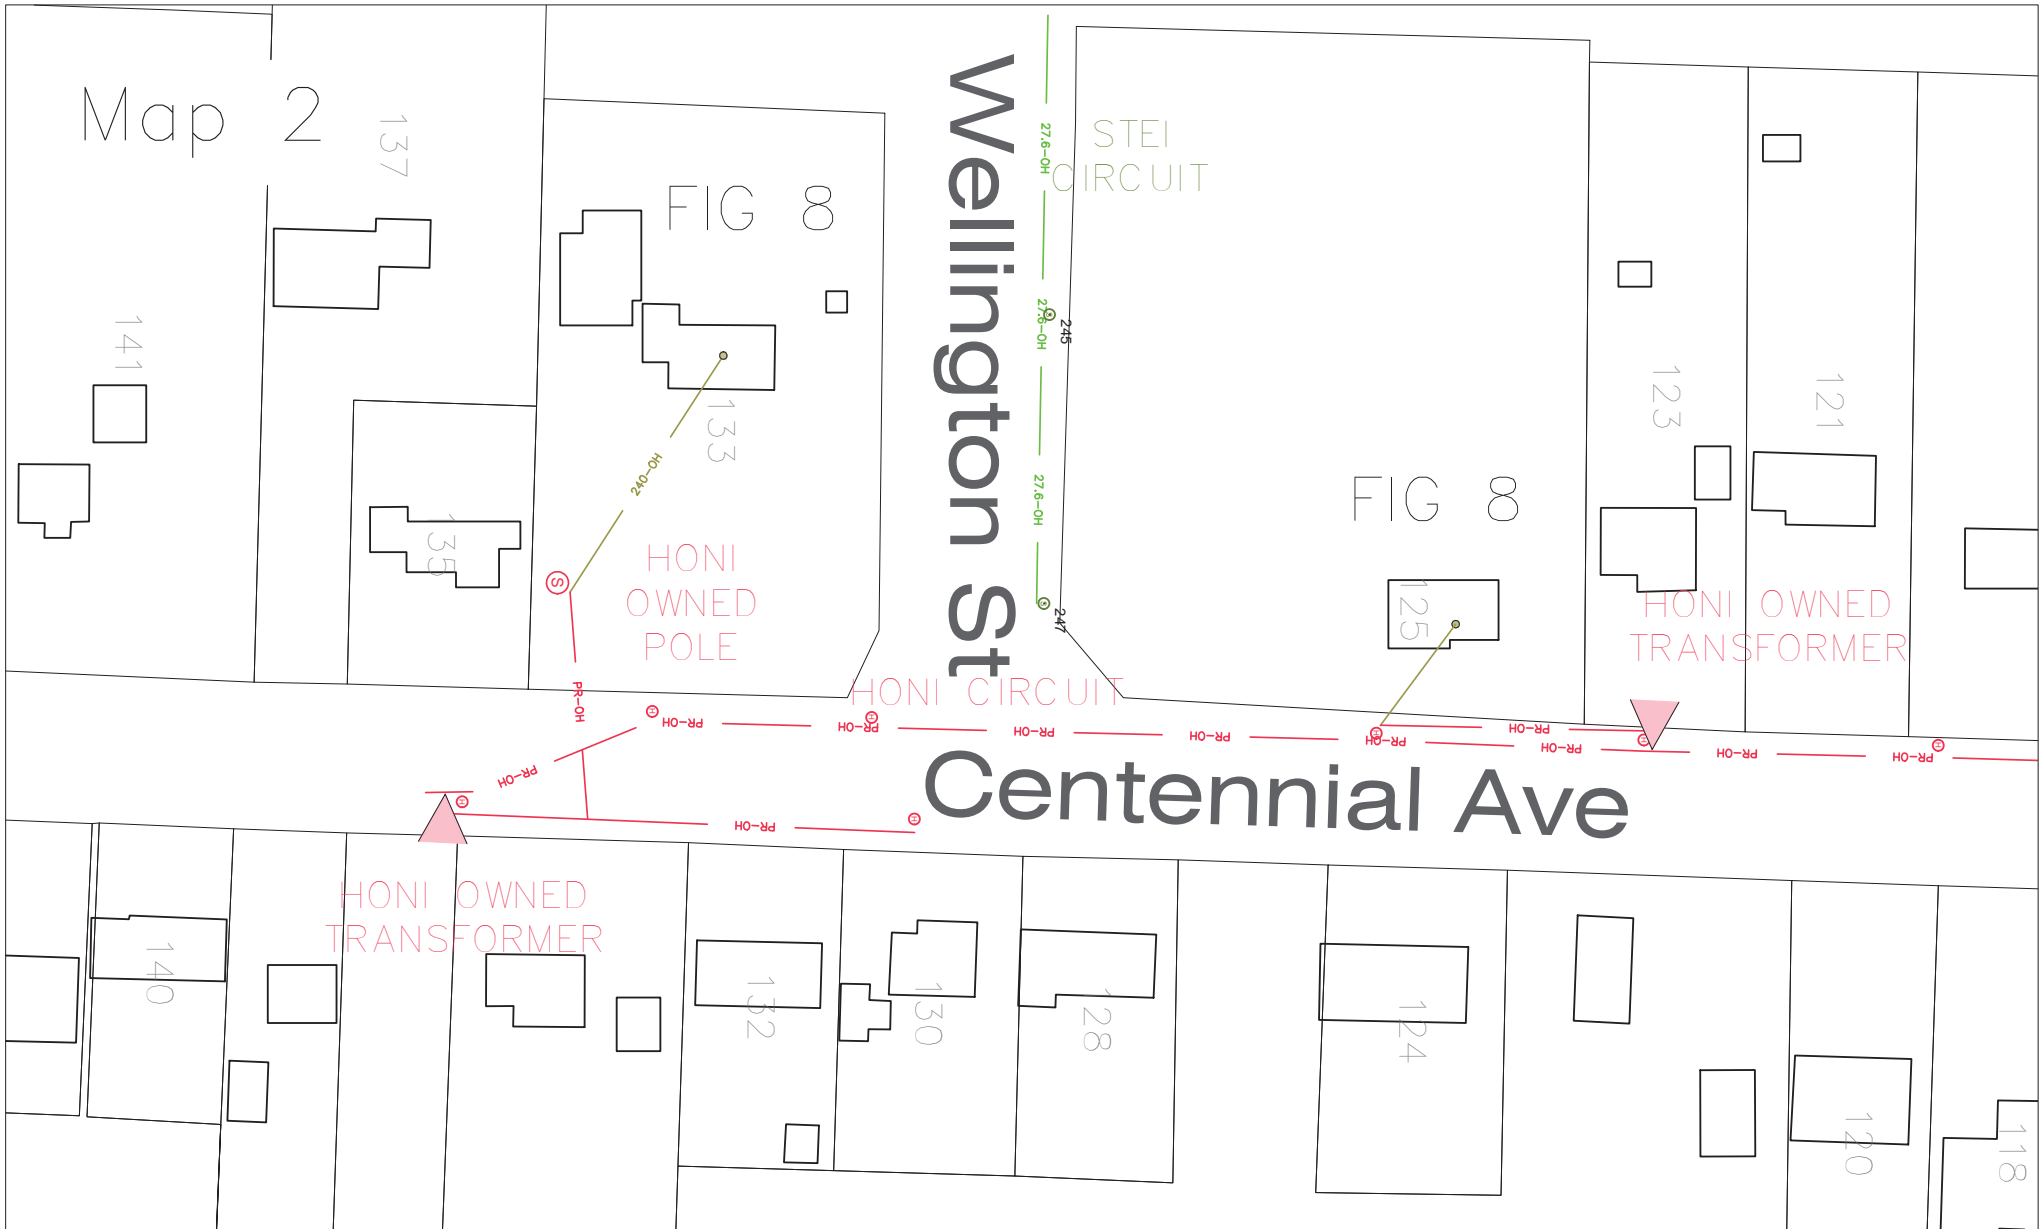 Map 2
137
FIG 8
Wellington St
27.6-OH
STEI
CIRCUIT
27.6-OH
245
141
133
123
121
240-OH
27.6-OH
FIG 8
135
HONI
OWNED
POLE
S
125
247
HONI OWNED
TRANSFORMER
HONI CIRCUIT
PR-OH
H
PR-OH
H
PR-OH
PR-OH
PR-OH
H
PR-OH
PR-OH
H
PR-OH
PR-OH
H
PR-OH
PR-OH
H
PR-OH
H
Centennial Ave
HONI OWNED
TRANSFORMER
140
132
130
128
124
120
118